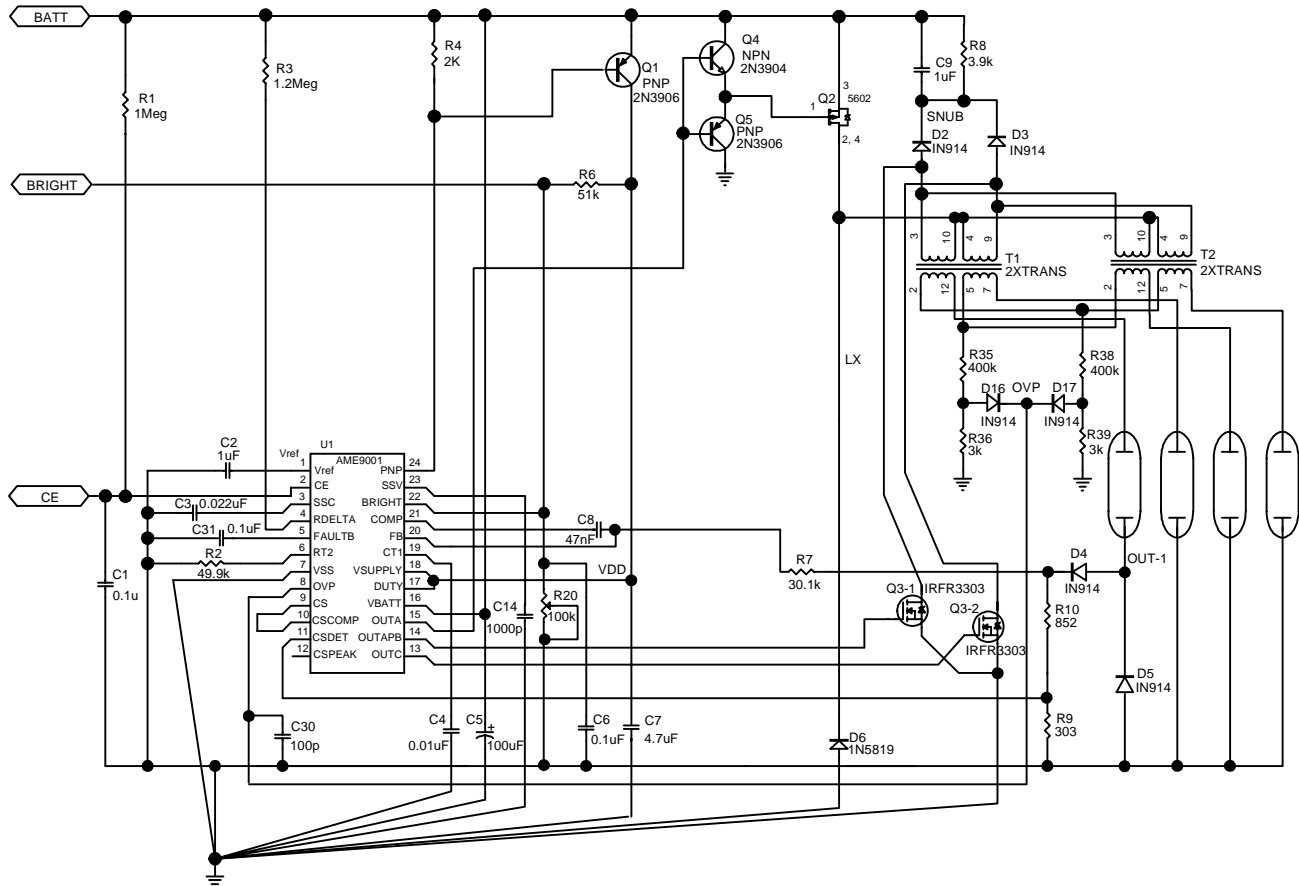 BATT
R1
1Meg
R3
1.2Meg
R4
2K
Q1
PNP
2N3906
Q4
NPN
2N3904
Q5
PNP
2N3906
Q2
3
5602
1
2, 4
C9
1uF
R8
3.9k
SNUB
D2
IN914
D3
IN914
BRIGHT
R6
51k
3
10
4
9
T1
2XTRANS
2
12
5
7
3
10
4
9
T2
2XTRANS
2
12
5
7
LX
R35
400k
R38
400k
D16
OVP
D17
IN914
IN914
R36
3k
R39
3k
U1
AME9001
Vref
C2
1uF
CE
C3
0.022uF
C31
0.1uF
R2
49.9k
C1
0.1u
1 Vref
2 CE
3 SSC
4 RDELTA
5 FAULTB
6 RT2
7 VSS
8 OVP
9 CS
10 CSCOMP
11 CSDET
12 CSPEAK
PNP 24
SSV 23
BRIGHT 22
COMP 21
FB 20
CT1 19
VSUPPLY 18
DUTY 17
VBATT 16
OUTA 15
OUTAPB 14
OUTC 13
C8
47nF
VDD
R7
30.1k
C14
1000p
R20
100k
Q3-1
IRFR3303
Q3-2
IRFR3303
D4
IN914
OUT-1
R10
852
D5
IN914
R9
303
C30
100p
C4
0.01uF
C5
+
100uF
C6
0.1uF
C7
4.7uF
D6
1N5819